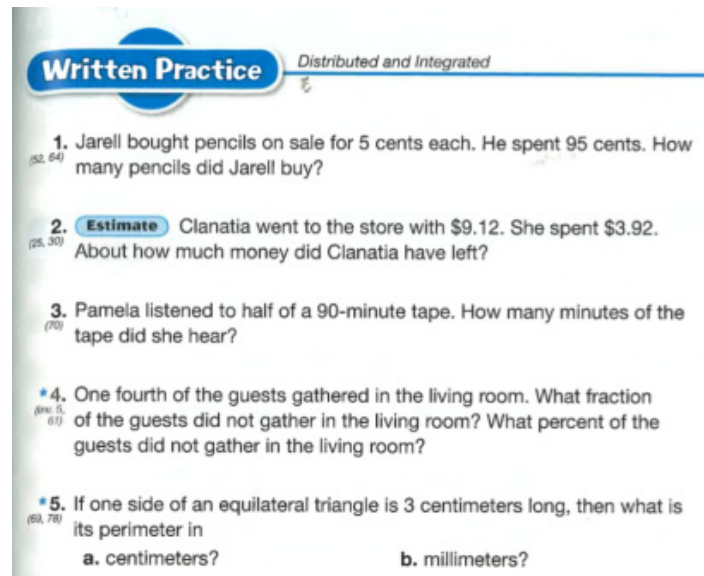 Written Practice
Distributed and Integrated
1. Jarell bought pencils on sale for 5 cents each. He spent 95 cents. How
(52, 64)
many pencils did Jarell buy?
2. Estimate Clanatia went to the store with $9.12. She spent $3.92.
(25, 30)
About how much money did Clanatia have left?
3. Pamela listened to half of a 90-minute tape. How many minutes of the
(70)
tape did she hear?
*4. One fourth of the guests gathered in the living room. What fraction
(Inv. 5,
61) of the guests did not gather in the living room? What percent of the
guests did not gather in the living room?
*5. If one side of an equilateral triangle is 3 centimeters long, then what is
(69, 78)
its perimeter in
a. centimeters? b. millimeters?